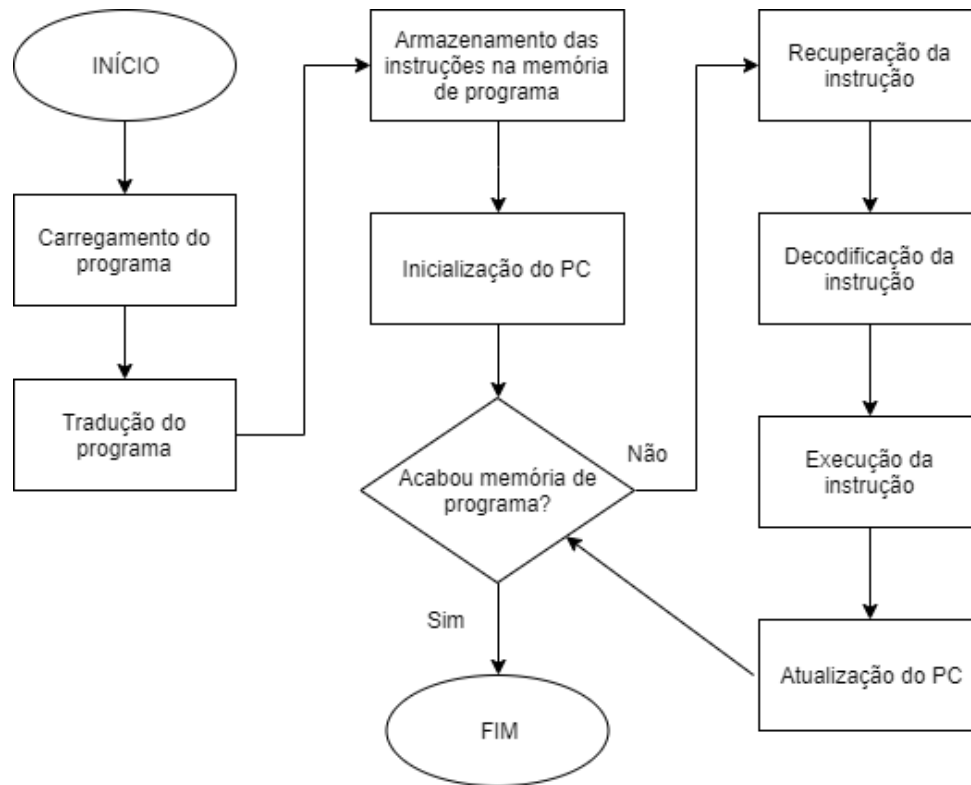 INÍCIO
Carregamento do
programa
Tradução do
programa
Armazenamento das
instruções na memória
de programa
Inicialização do PC
Acabou memória de
programa?
Não
Sim
FIM
Recuperação da
instrução
Decodificação da
instrução
Execução da
instrução
Atualização do PC